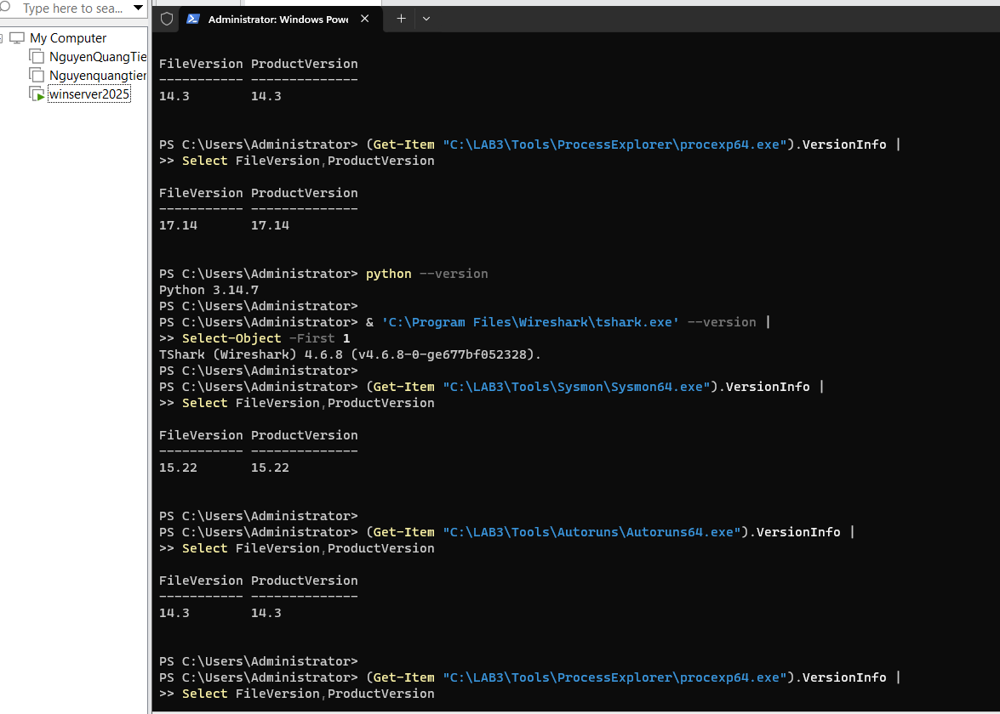 Type here to sea...
My Computer
NguyenQuangTie
Nguyenquangtier
winserver2025
Administrator: Windows Powe
FileVersion ProductVersion
----------- --------------
14.3        14.3
PS C:\Users\Administrator> (Get-Item "C:\LAB3\Tools\ProcessExplorer\procexp64.exe").VersionInfo |
>> Select FileVersion,ProductVersion
FileVersion ProductVersion
----------- --------------
17.14       17.14
PS C:\Users\Administrator> python --version
Python 3.14.7
PS C:\Users\Administrator>
PS C:\Users\Administrator> & 'C:\Program Files\Wireshark\tshark.exe' --version |
>> Select-Object -First 1
TShark (Wireshark) 4.6.8 (v4.6.8-0-ge677bf052328).
PS C:\Users\Administrator>
PS C:\Users\Administrator> (Get-Item "C:\LAB3\Tools\Sysmon\Sysmon64.exe").VersionInfo |
>> Select FileVersion,ProductVersion
FileVersion ProductVersion
----------- --------------
15.22       15.22
PS C:\Users\Administrator>
PS C:\Users\Administrator> (Get-Item "C:\LAB3\Tools\Autoruns\Autoruns64.exe").VersionInfo |
>> Select FileVersion,ProductVersion
FileVersion ProductVersion
----------- --------------
14.3        14.3
PS C:\Users\Administrator>
PS C:\Users\Administrator> (Get-Item "C:\LAB3\Tools\ProcessExplorer\procexp64.exe").VersionInfo |
>> Select FileVersion,ProductVersion